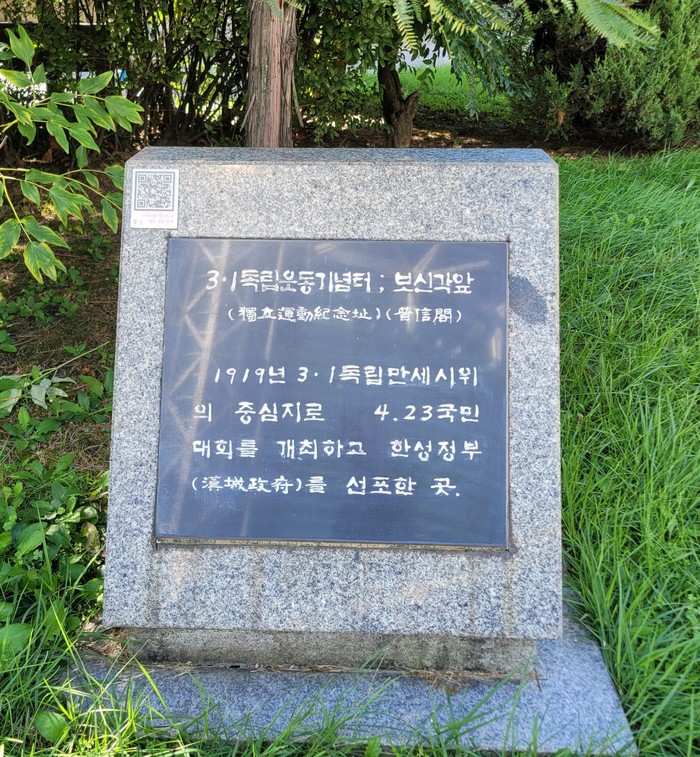 3·1독립운동기념터; 보신각앞
(獨立運動紀念址)(普信閣)
1919년 3·1독립만세시위
의 중심지로 4.23국민
대회를 개최하고 한성정부
(漢城政府)를 선포한 곳.